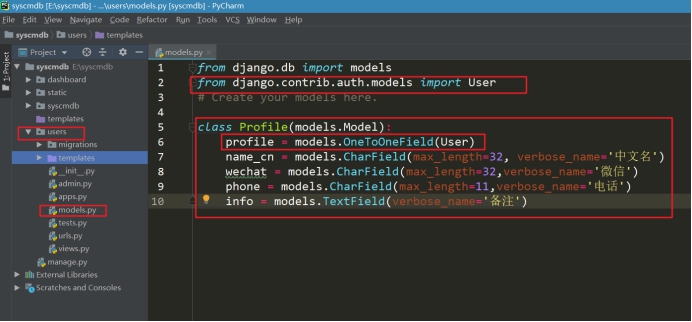 syscmdb [E:\syscmdb] - ...\users\models.py [syscmdb] - PyCharm
File Edit View Navigate Code Refactor Run Tools VCS Window Help
syscmdb users templates
Project models.py
1: Project
syscmdb E:\syscmdb
dashboard
static
syscmdb
templates
users
migrations
templates
__init__.py
admin.py
apps.py
models.py
tests.py
urls.py
views.py
manage.py
External Libraries
Scratches and Consoles
1 from django.db import models
2 from django.contrib.auth.models import User
3 # Create your models here.
4
5 class Profile(models.Model):
6 profile = models.OneToOneField(User)
7 name_cn = models.CharField(max_length=32, verbose_name='中文名')
8 wechat = models.CharField(max_length=32,verbose_name='微信')
9 phone = models.CharField(max_length=11,verbose_name='电话')
10 info = models.TextField(verbose_name='备注')